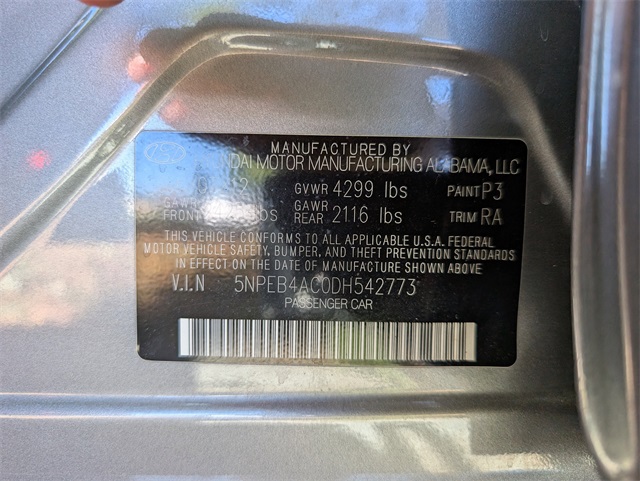 MANUFACTURED BY
MOTOR MANUFACTURING ALABAMA, LLC
GVWR 4299 lbs PAINT P3
GAWR
FRONT
GAWR
REAR 2116 lbs TRIM RA
THIS VEHICLE CONFORMS TO ALL APPLICABLE U.S.A. FEDERAL
MOTOR VEHICLE SAFETY, BUMPER, AND THEFT PREVENTION STANDARDS
IN EFFECT ON THE DATE OF MANUFACTURE SHOWN ABOVE
V.I.N 5NPEB4AC0DH542773
PASSENGER CAR